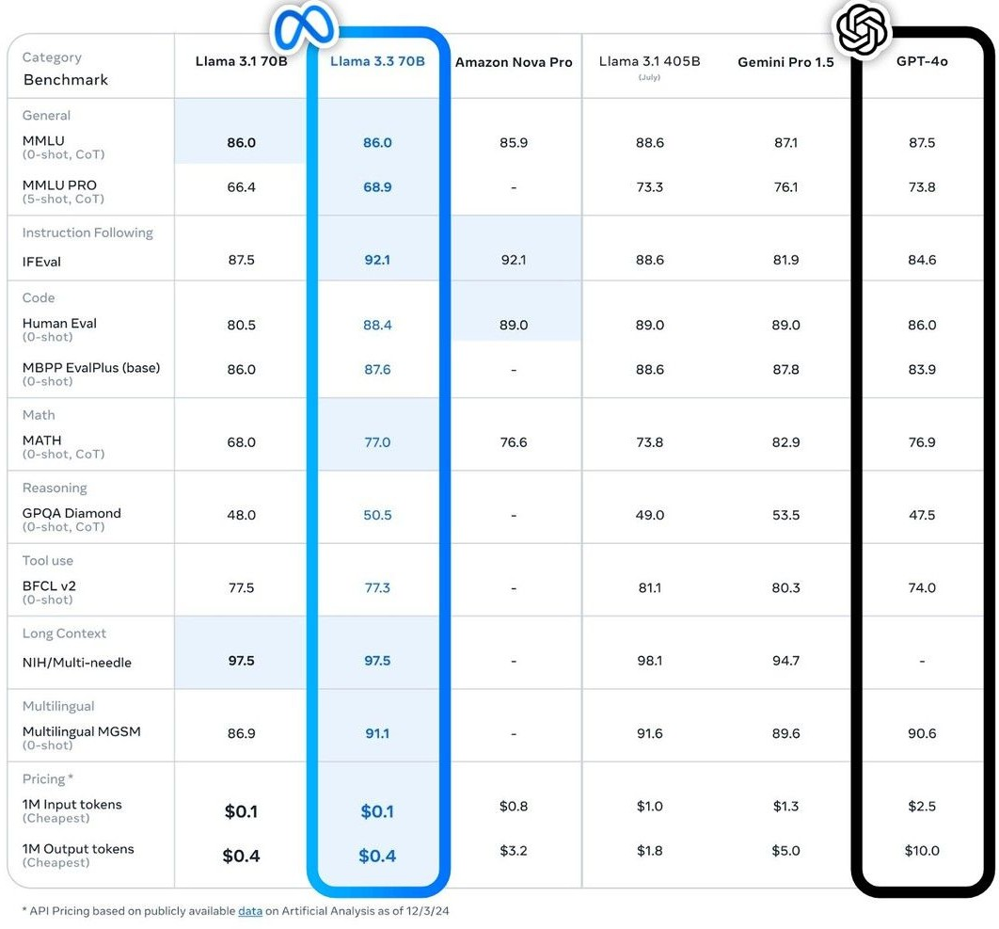 Category
Benchmark
Llama 3.1 70B
Llama 3.3 70B
Amazon Nova Pro
Llama 3.1 405B
(July)
Gemini Pro 1.5
GPT-4o
General
MMLU
(0-shot, CoT)
86.0 86.0 85.9 88.6 87.1 87.5
MMLU PRO
(5-shot, CoT)
66.4 68.9 - 73.3 76.1 73.8
Instruction Following
IFEval
87.5 92.1 92.1 88.6 81.9 84.6
Code
Human Eval
(0-shot)
80.5 88.4 89.0 89.0 89.0 86.0
MBPP EvalPlus (base)
(0-shot)
86.0 87.6 - 88.6 87.8 83.9
Math
MATH
(0-shot, CoT)
68.0 77.0 76.6 73.8 82.9 76.9
Reasoning
GPQA Diamond
(0-shot, CoT)
48.0 50.5 - 49.0 53.5 47.5
Tool use
BFCL v2
(0-shot)
77.5 77.3 - 81.1 80.3 74.0
Long Context
NIH/Multi-needle
97.5 97.5 - 98.1 94.7 -
Multilingual
Multilingual MGSM
(0-shot)
86.9 91.1 - 91.6 89.6 90.6
Pricing *
1M Input tokens
(Cheapest)
$0.1 $0.1 $0.8 $1.0 $1.3 $2.5
1M Output tokens
(Cheapest)
$0.4 $0.4 $3.2 $1.8 $5.0 $10.0
* API Pricing based on publicly available data on Artificial Analysis as of 12/3/24